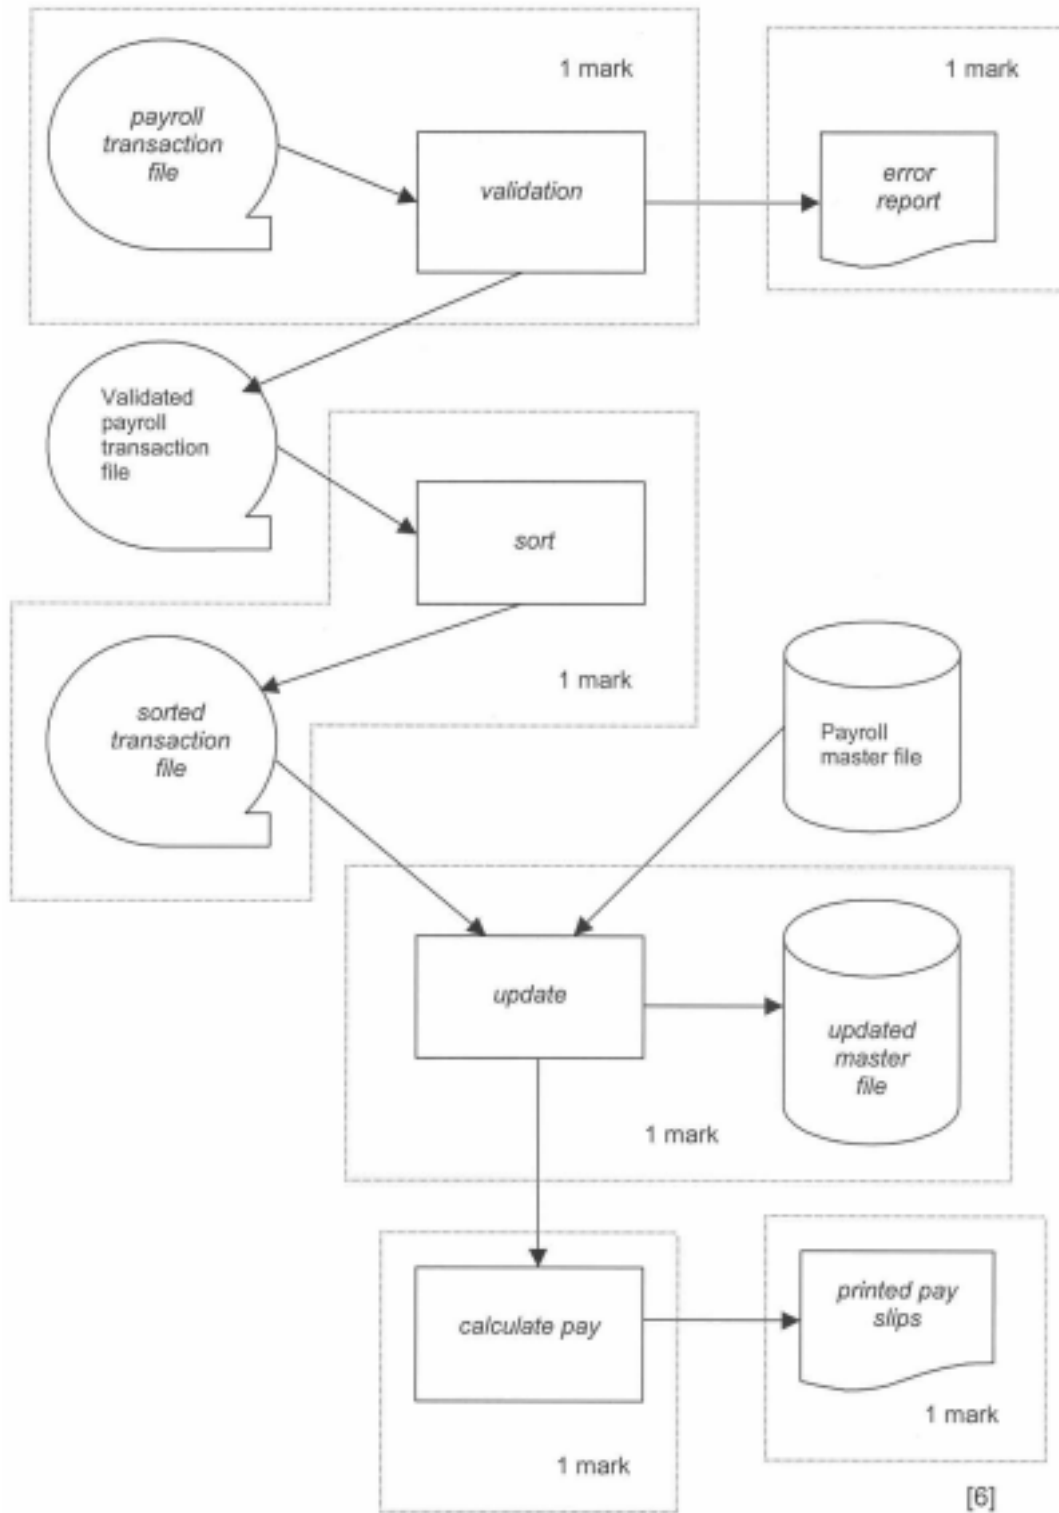 1 mark
1 mark
payroll
transaction
file
validation
error
report
Validated
payroll
transaction
file
sort
1 mark
sorted
transaction
file
Payroll
master file
update
updated
master
file
1 mark
calculate pay
printed pay
slips
1 mark
1 mark
[6]